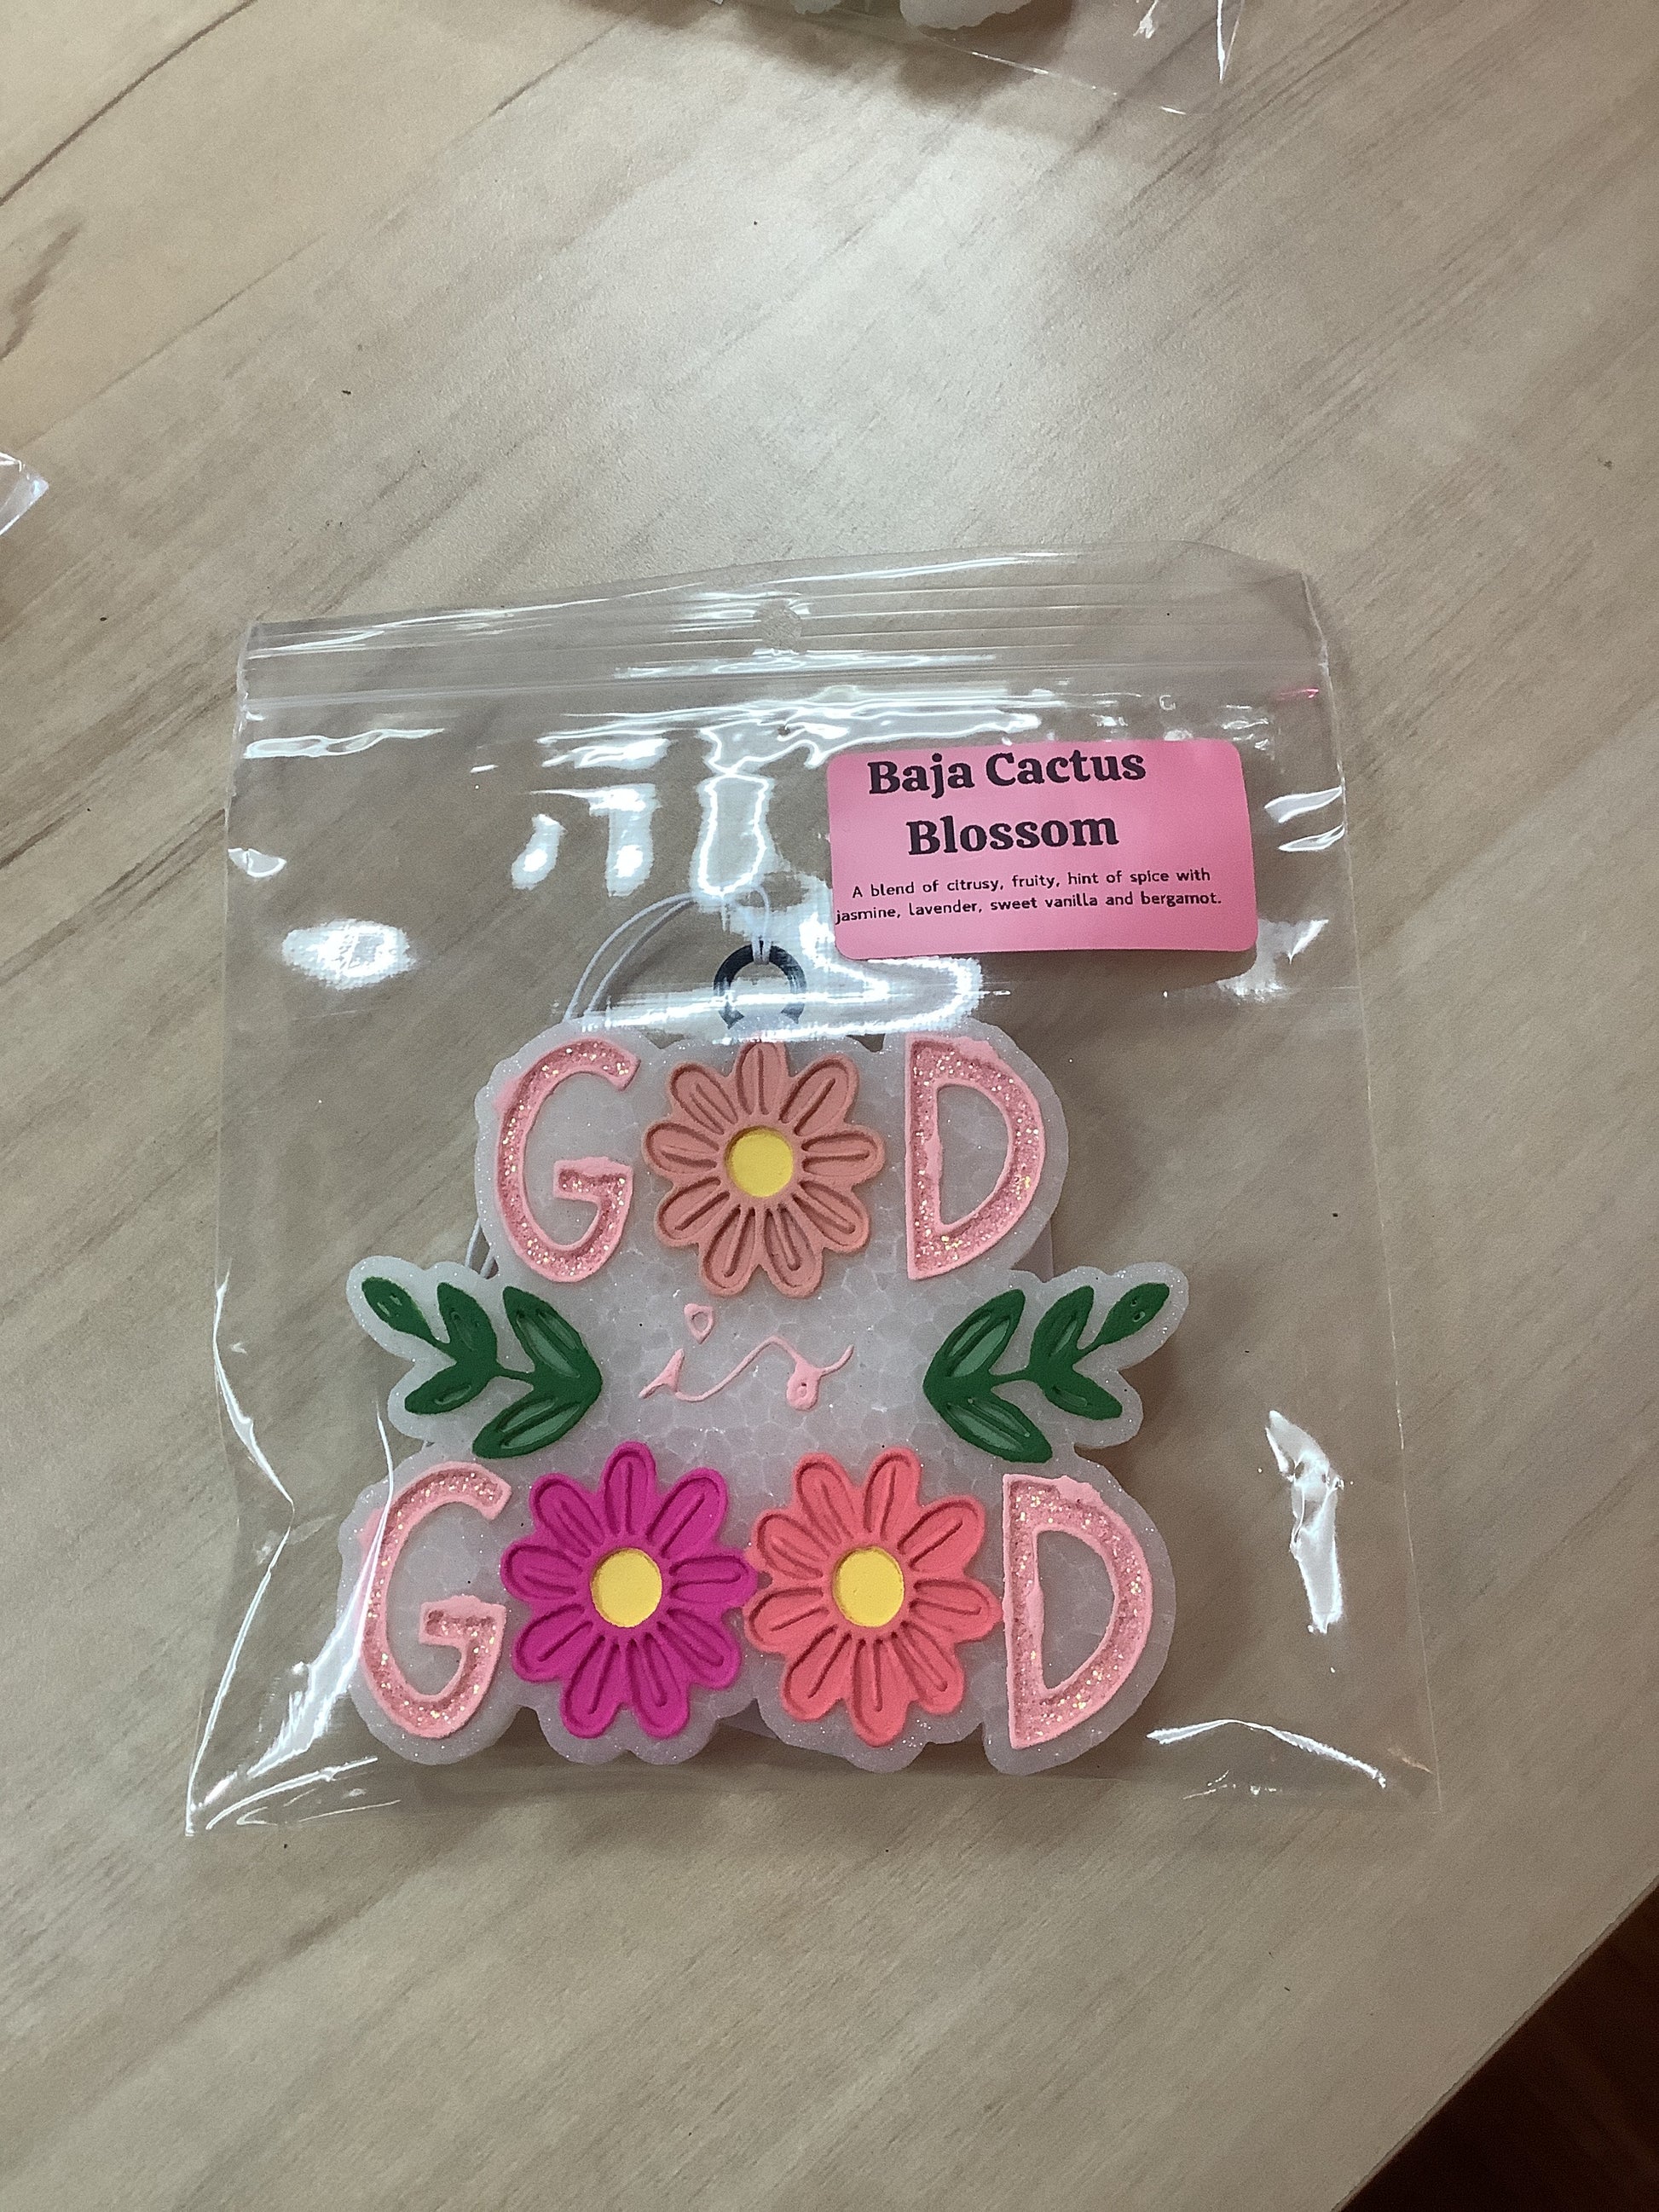 Baja Cactus
Blossom
A blend of citrusy, fruity, hint of spice with
jasmine, lavender, sweet vanilla and bergamot.
GOD
is
GOOD